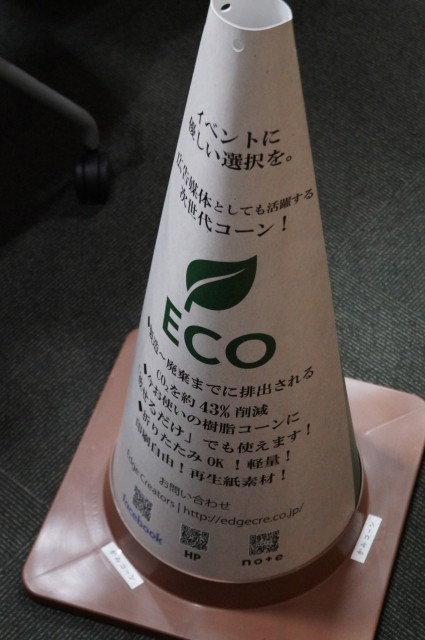 イベントに
優しい選択を。
広告媒体としても活躍する
次世代コーン！
ECO
製造～廃棄までに排出される
CO₂を約43%削減
今お使いの樹脂コーンに
せるだけ」でも使えます！
折りたたみOK！軽量！
印刷自由！再生紙素材！
お問い合わせ
Edge Creators | http://edgecre.co.jp/
facebook
HP
note